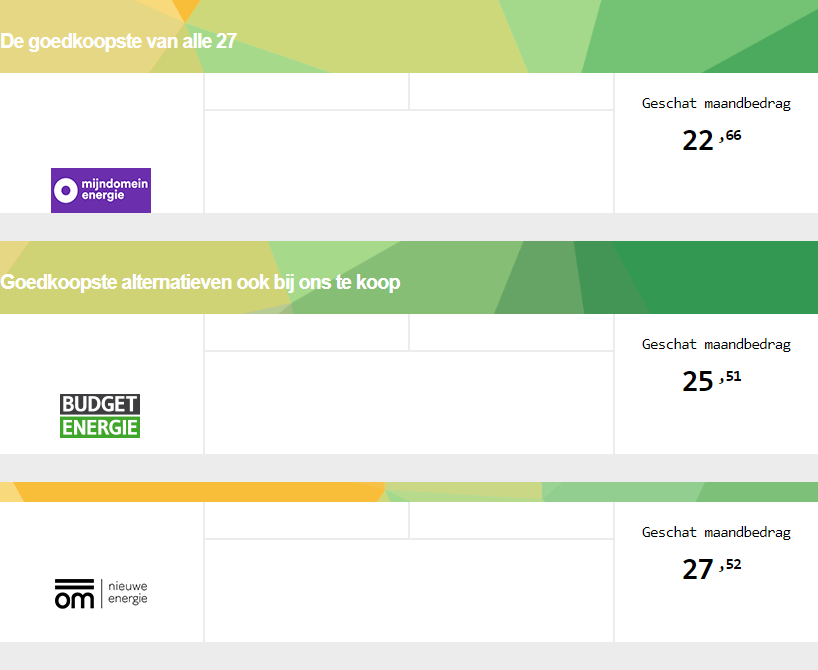 De goedkoopste van alle 27
Geschat maandbedrag
22 ,66
mijndomein
energie
Goedkoopste alternatieven ook bij ons te koop
Geschat maandbedrag
25 ,51
BUDGET
ENERGIE
Geschat maandbedrag
27 ,52
om nieuwe
energie